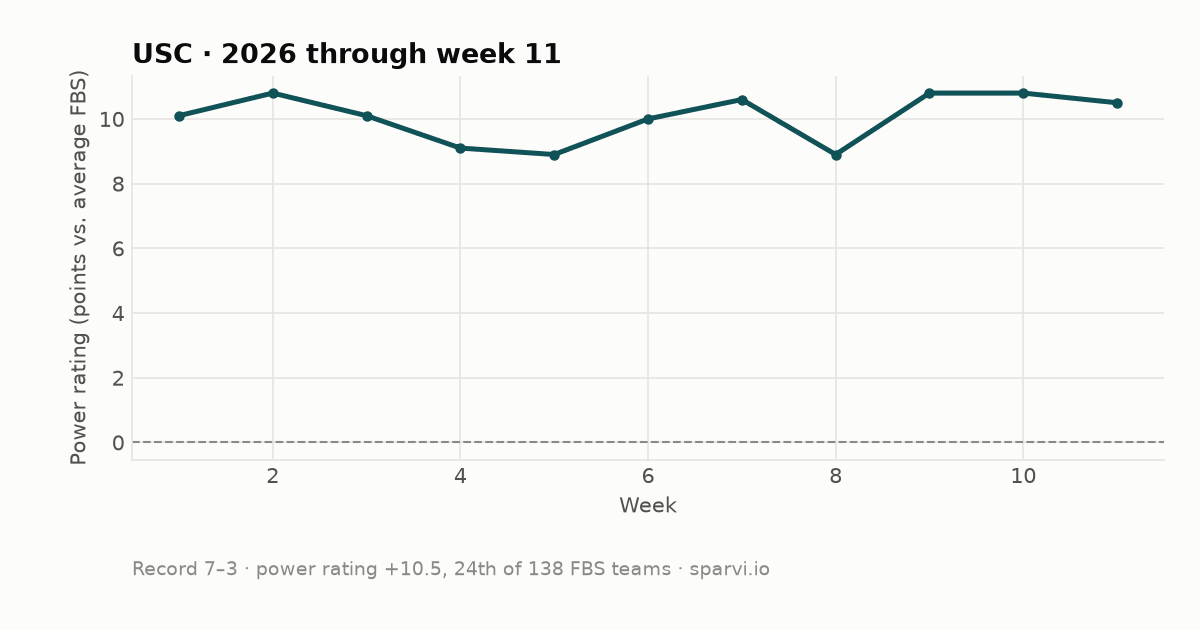 USC · 2026 through week 11
Power rating (points vs. average FBS)
10
8
6
4
2
0
2 4 6 8 10
Week
Record 7–3 · power rating +10.5, 24th of 138 FBS teams · sparvi.io